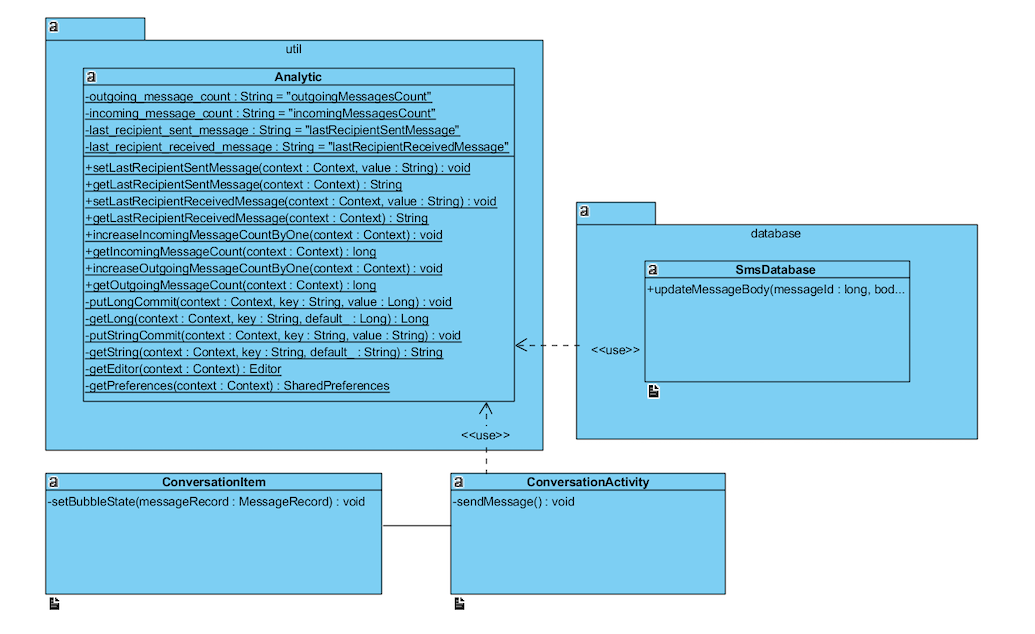 a
util
a
Analytic
-outgoing_message_count : String = "outgoingMessagesCount"
-incoming_message_count : String = "incomingMessagesCount"
-last_recipient_sent_message : String = "lastRecipientSentMessage"
-last_recipient_received_message : String = "lastRecipientReceivedMessage"
+setLastRecipientSentMessage(context : Context, value : String) : void
+getLastRecipientSentMessage(context : Context) : String
+setLastRecipientReceivedMessage(context : Context, value : String) : void
+getLastRecipientReceivedMessage(context : Context) : String
+increaseIncomingMessageCountByOne(context : Context) : void
+getIncomingMessageCount(context : Context) : long
+increaseOutgoingMessageCountByOne(context : Context) : void
+getOutgoingMessageCount(context : Context) : long
-putLongCommit(context : Context, key : String, value : Long) : void
-getLong(context : Context, key : String, default_ : Long) : Long
-putStringCommit(context : Context, key : String, value : String) : void
-getString(context : Context, key : String, default_ : String) : String
-getEditor(context : Context) : Editor
-getPreferences(context : Context) : SharedPreferences
a
database
a
SmsDatabase
+updateMessageBody(messageId : long, bod...
<<use>>
<<use>>
a
ConversationItem
-setBubbleState(messageRecord : MessageRecord) : void
a
ConversationActivity
-sendMessage() : void